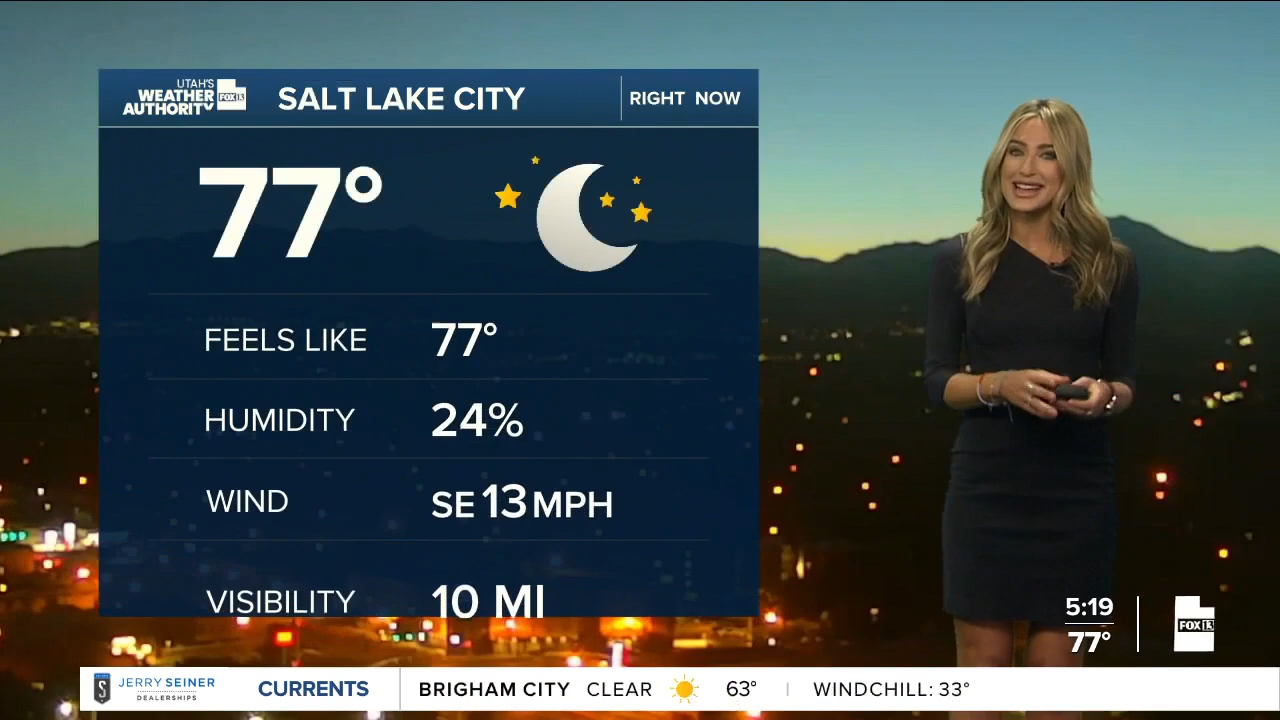 UTAH'S
WEATHER
AUTHORITY
FOX 13
SALT LAKE CITY
RIGHT NOW
77°
FEELS LIKE 77°
HUMIDITY 24%
WIND SE 13 MPH
VISIBILITY 10 MI
5:19
77°
FOX 13
JERRY SEINER
DEALERSHIPS
CURRENTS
BRIGHAM CITY CLEAR 63° WINDCHILL: 33°